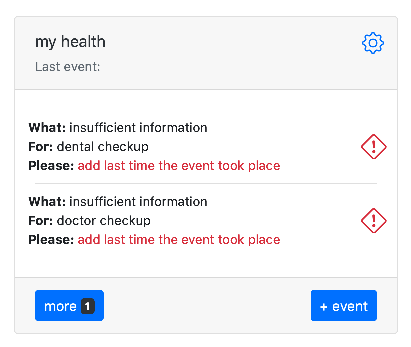 my health
Last event:
What: insufficient information
For: dental checkup
Please: add last time the event took place
What: insufficient information
For: doctor checkup
Please: add last time the event took place
more 1
+ event